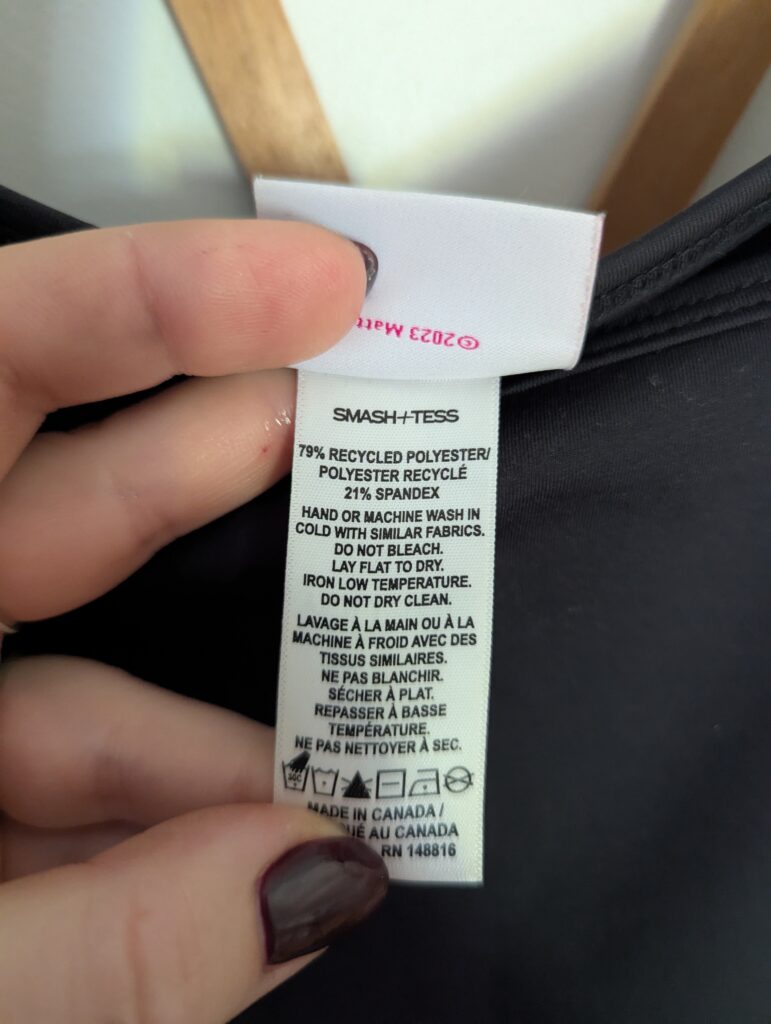 ©2023 Matt
SMASH+TESS
79% RECYCLED POLYESTER/
POLYESTER RECYCLÉ
21% SPANDEX
HAND OR MACHINE WASH IN
COLD WITH SIMILAR FABRICS.
DO NOT BLEACH.
LAY FLAT TO DRY.
IRON LOW TEMPERATURE.
DO NOT DRY CLEAN.
LAVAGE À LA MAIN OU À LA
MACHINE À FROID AVEC DES
TISSUS SIMILAIRES.
NE PAS BLANCHIR.
SÉCHER À PLAT.
REPASSER À BASSE
TEMPÉRATURE.
NE PAS NETTOYER À SEC.
MADE IN CANADA /
UÉ AU CANADA
RN 148816